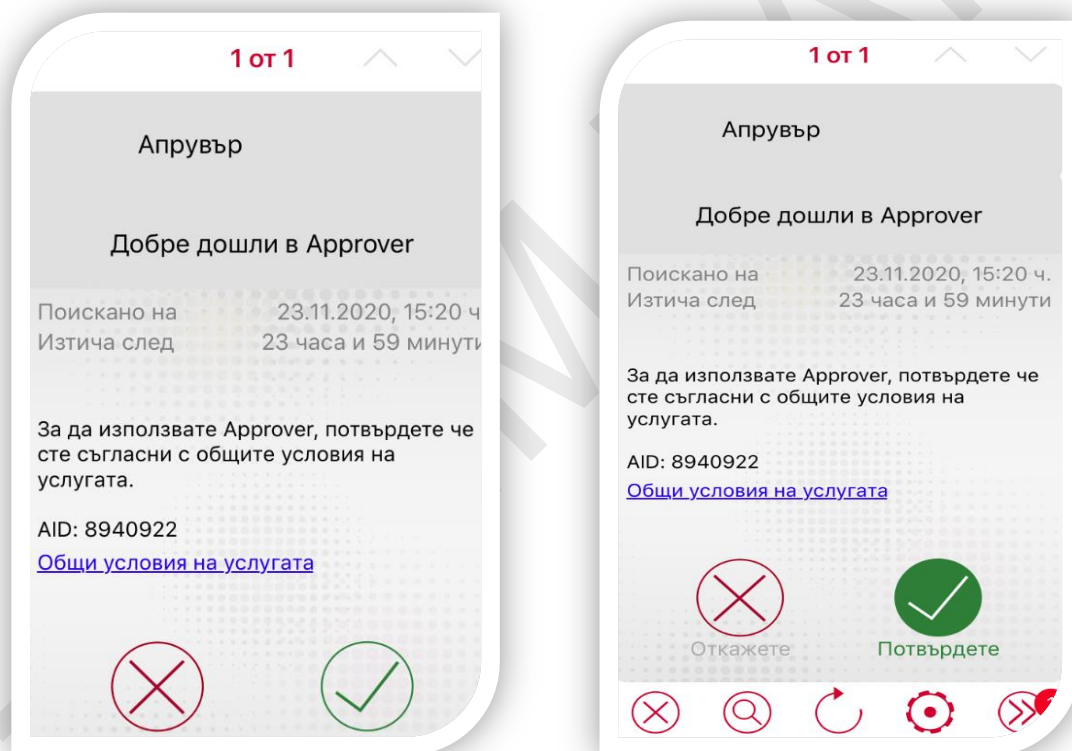 1 от 1
Апрувър
Добре дошли в Approver
Поискано на 23.11.2020, 15:20 ч
Изтича след 23 часа и 59 минути
За да използвате Approver, потвърдете че
сте съгласни с общите условия на
услугата.
AID: 8940922
Общи условия на услугата
1 от 1
Апрувър
Добре дошли в Approver
Поискано на 23.11.2020, 15:20 ч.
Изтича след 23 часа и 59 минути
За да използвате Approver, потвърдете че
сте съгласни с общите условия на
услугата.
AID: 8940922
Общи условия на услугата
Откажете Потвърдете